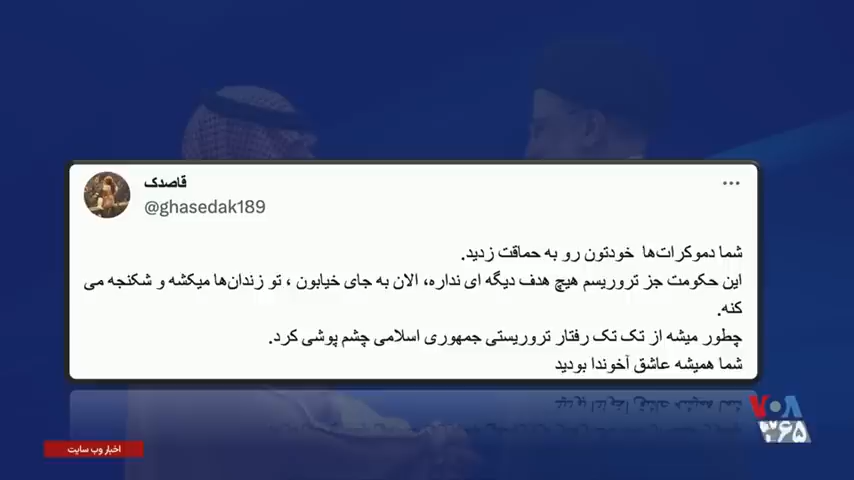 قاصدک
@ghasedak189
شما دموکرات‌ها خودتون رو به حماقت زدید.
این حکومت جز تروریسم هیچ هدف دیگه ای نداره، الان به جای خیابون ، تو زندان‌ها میکشه و شکنجه می
کنه.
چطور میشه از تک تک رفتار تروریستی جمهوری اسلامی چشم پوشی کرد.
شما همیشه عاشق آخوندا بودید
VOA
۳۶۵
اخبار وب سایت